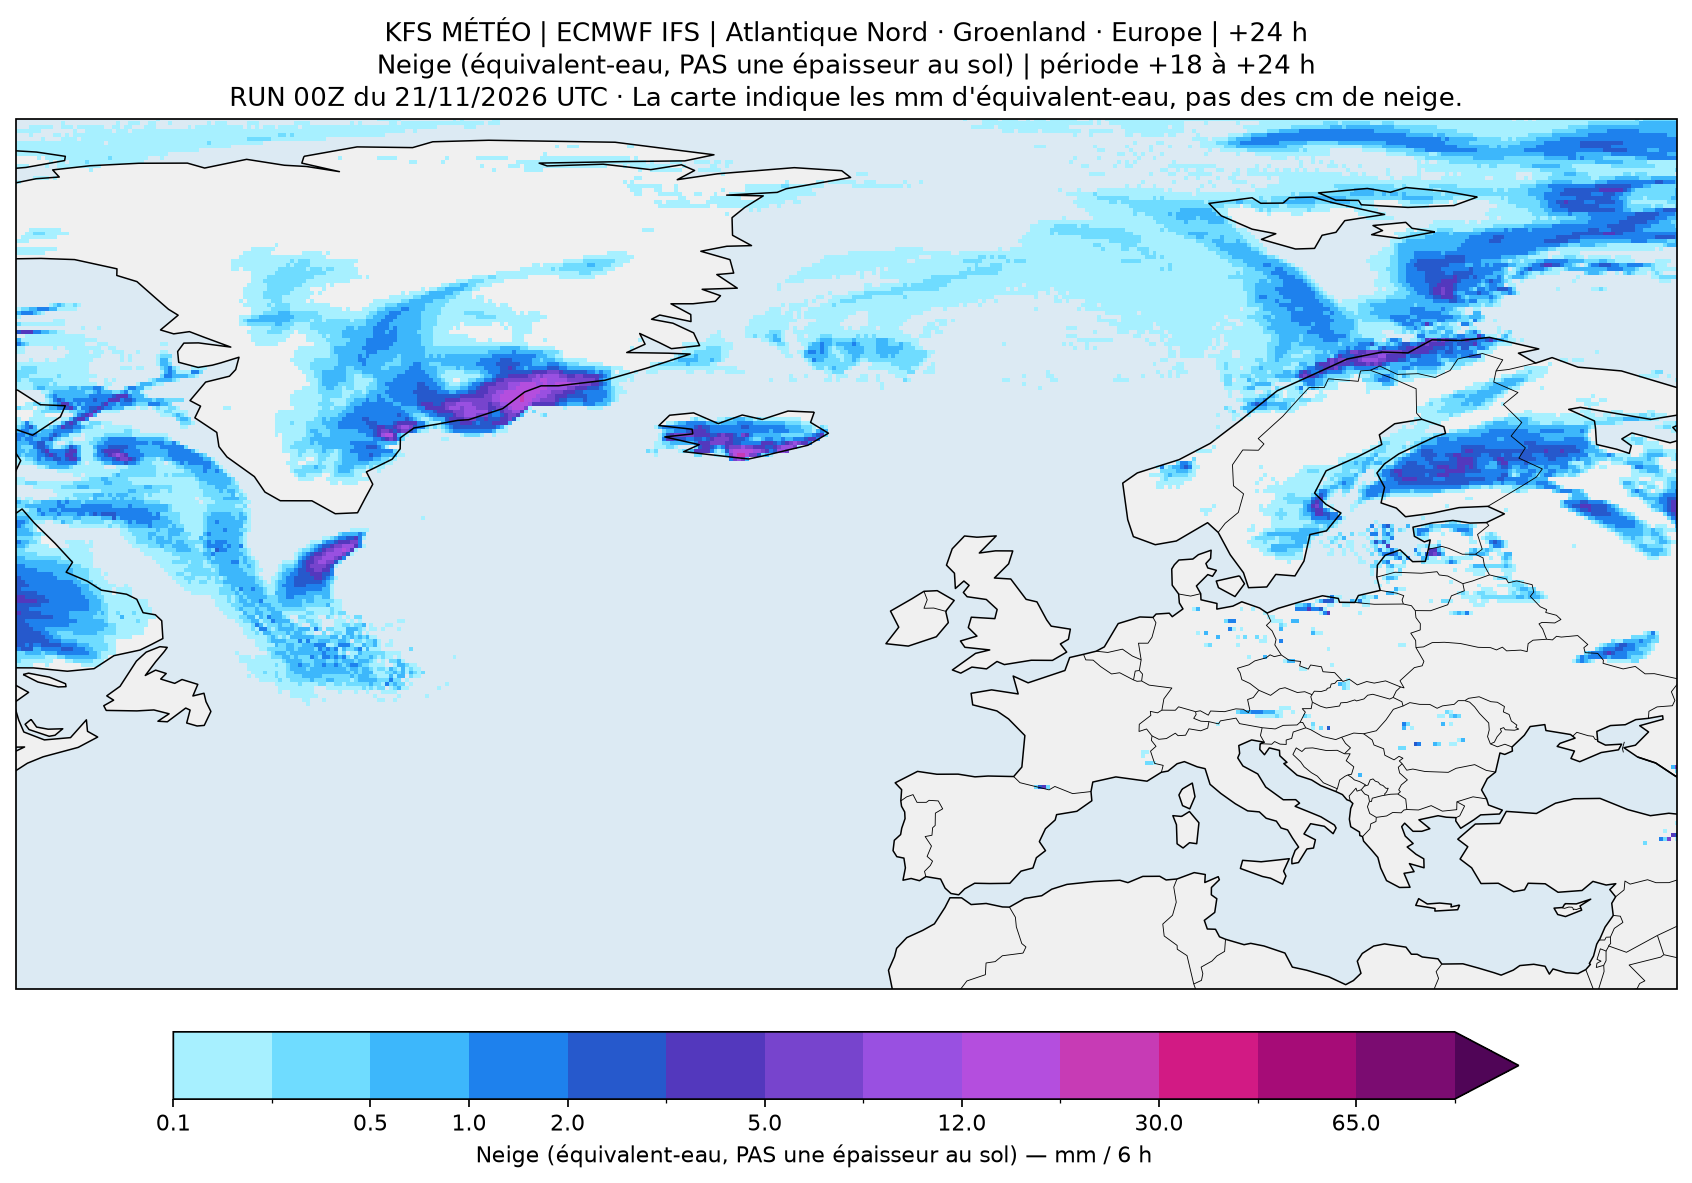 KFS MÉTÉO | ECMWF IFS | Atlantique Nord · Groenland · Europe | +24 h
Neige (équivalent-eau, PAS une épaisseur au sol) | période +18 à +24 h
RUN 00Z du 21/11/2026 UTC · La carte indique les mm d'équivalent-eau, pas des cm de neige.
0.1 0.5 1.0 2.0 5.0 12.0 30.0 65.0
Neige (équivalent-eau, PAS une épaisseur au sol) — mm / 6 h